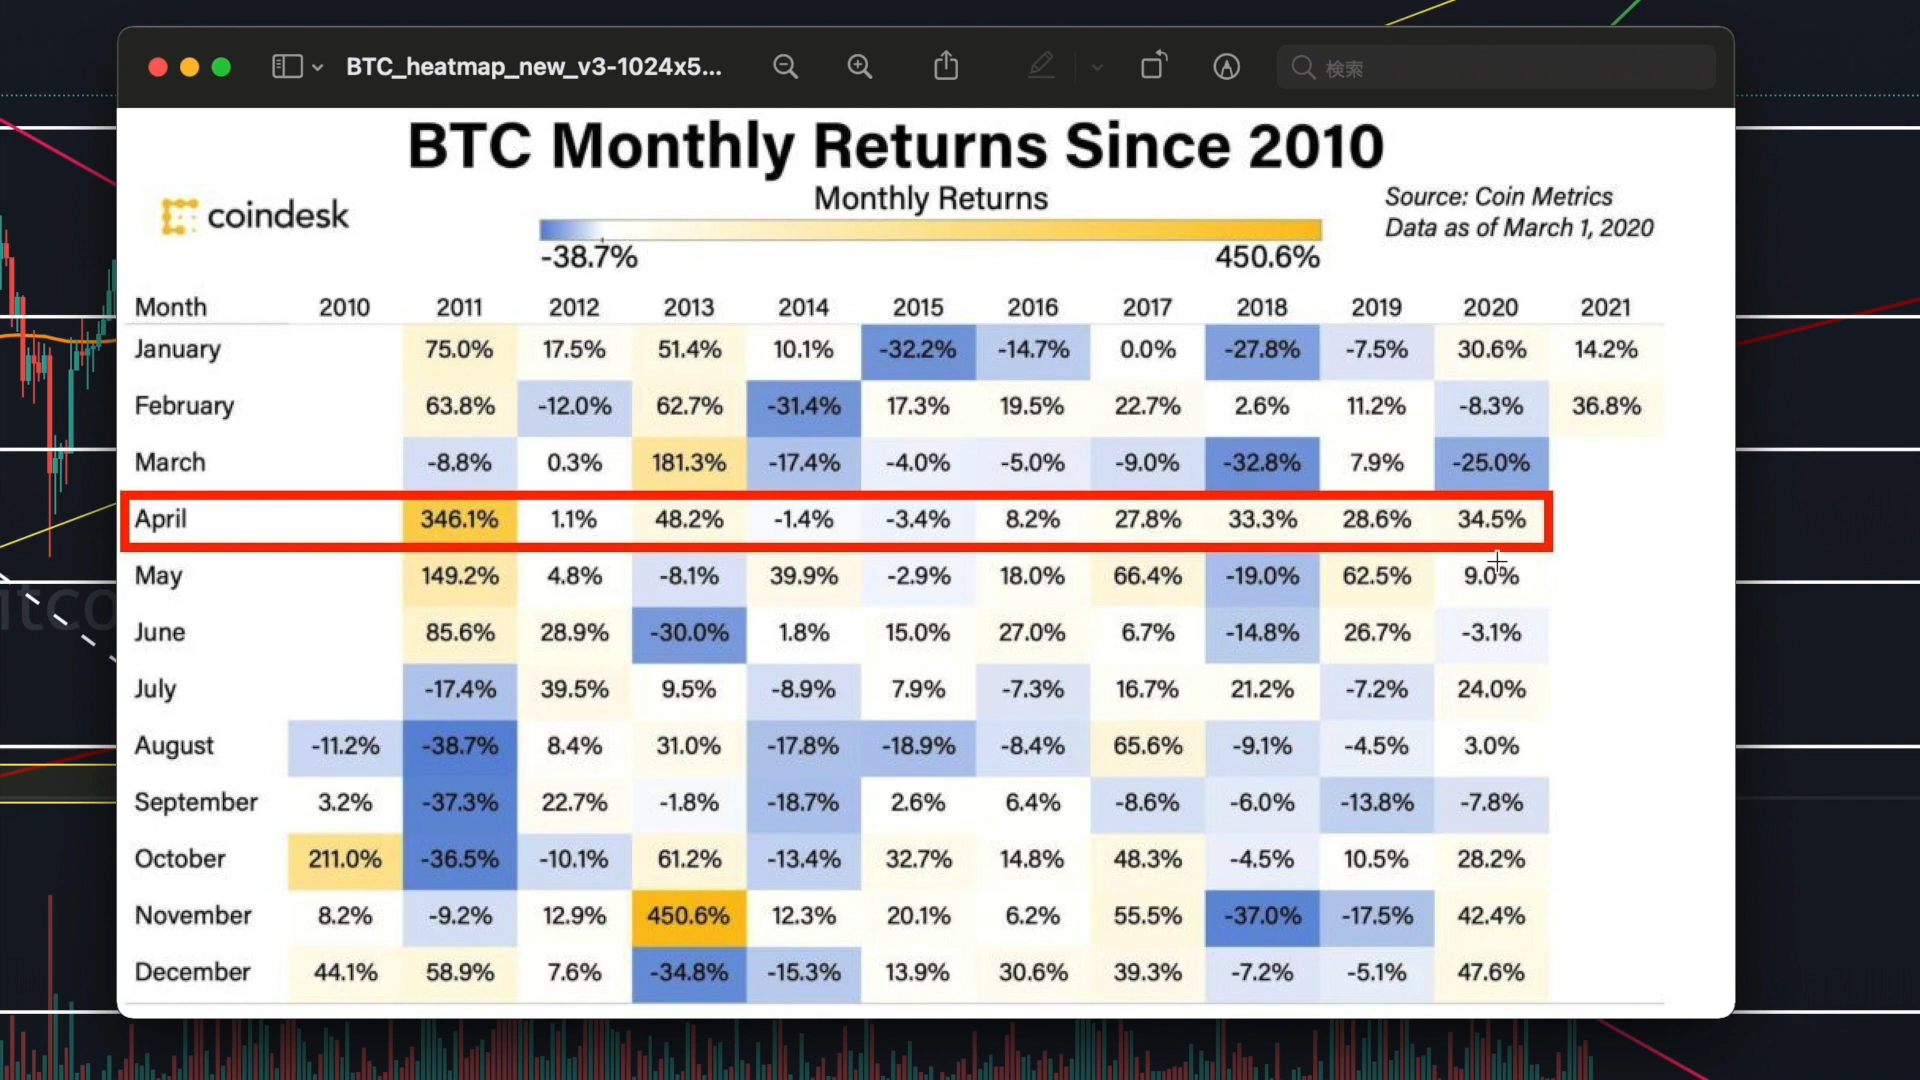 BTC_heatmap_new_v3-1024x5...
検索
BTC Monthly Returns Since 2010
coindesk
Monthly Returns
-38.7% 450.6%
Source: Coin Metrics
Data as of March 1, 2020
Month 2010 2011 2012 2013 2014 2015 2016 2017 2018 2019 2020 2021
January 75.0% 17.5% 51.4% 10.1% -32.2% -14.7% 0.0% -27.8% -7.5% 30.6% 14.2%
February 63.8% -12.0% 62.7% -31.4% 17.3% 19.5% 22.7% 2.6% 11.2% -8.3% 36.8%
March -8.8% 0.3% 181.3% -17.4% -4.0% -5.0% -9.0% -32.8% 7.9% -25.0%
April 346.1% 1.1% 48.2% -1.4% -3.4% 8.2% 27.8% 33.3% 28.6% 34.5%
May 149.2% 4.8% -8.1% 39.9% -2.9% 18.0% 66.4% -19.0% 62.5% 9.0%
June 85.6% 28.9% -30.0% 1.8% 15.0% 27.0% 6.7% -14.8% 26.7% -3.1%
July -17.4% 39.5% 9.5% -8.9% 7.9% -7.3% 16.7% 21.2% -7.2% 24.0%
August -11.2% -38.7% 8.4% 31.0% -17.8% -18.9% -8.4% 65.6% -9.1% -4.5% 3.0%
September 3.2% -37.3% 22.7% -1.8% -18.7% 2.6% 6.4% -8.6% -6.0% -13.8% -7.8%
October 211.0% -36.5% -10.1% 61.2% -13.4% 32.7% 14.8% 48.3% -4.5% 10.5% 28.2%
November 8.2% -9.2% 12.9% 450.6% 12.3% 20.1% 6.2% 55.5% -37.0% -17.5% 42.4%
December 44.1% 58.9% 7.6% -34.8% -15.3% 13.9% 30.6% 39.3% -7.2% -5.1% 47.6%